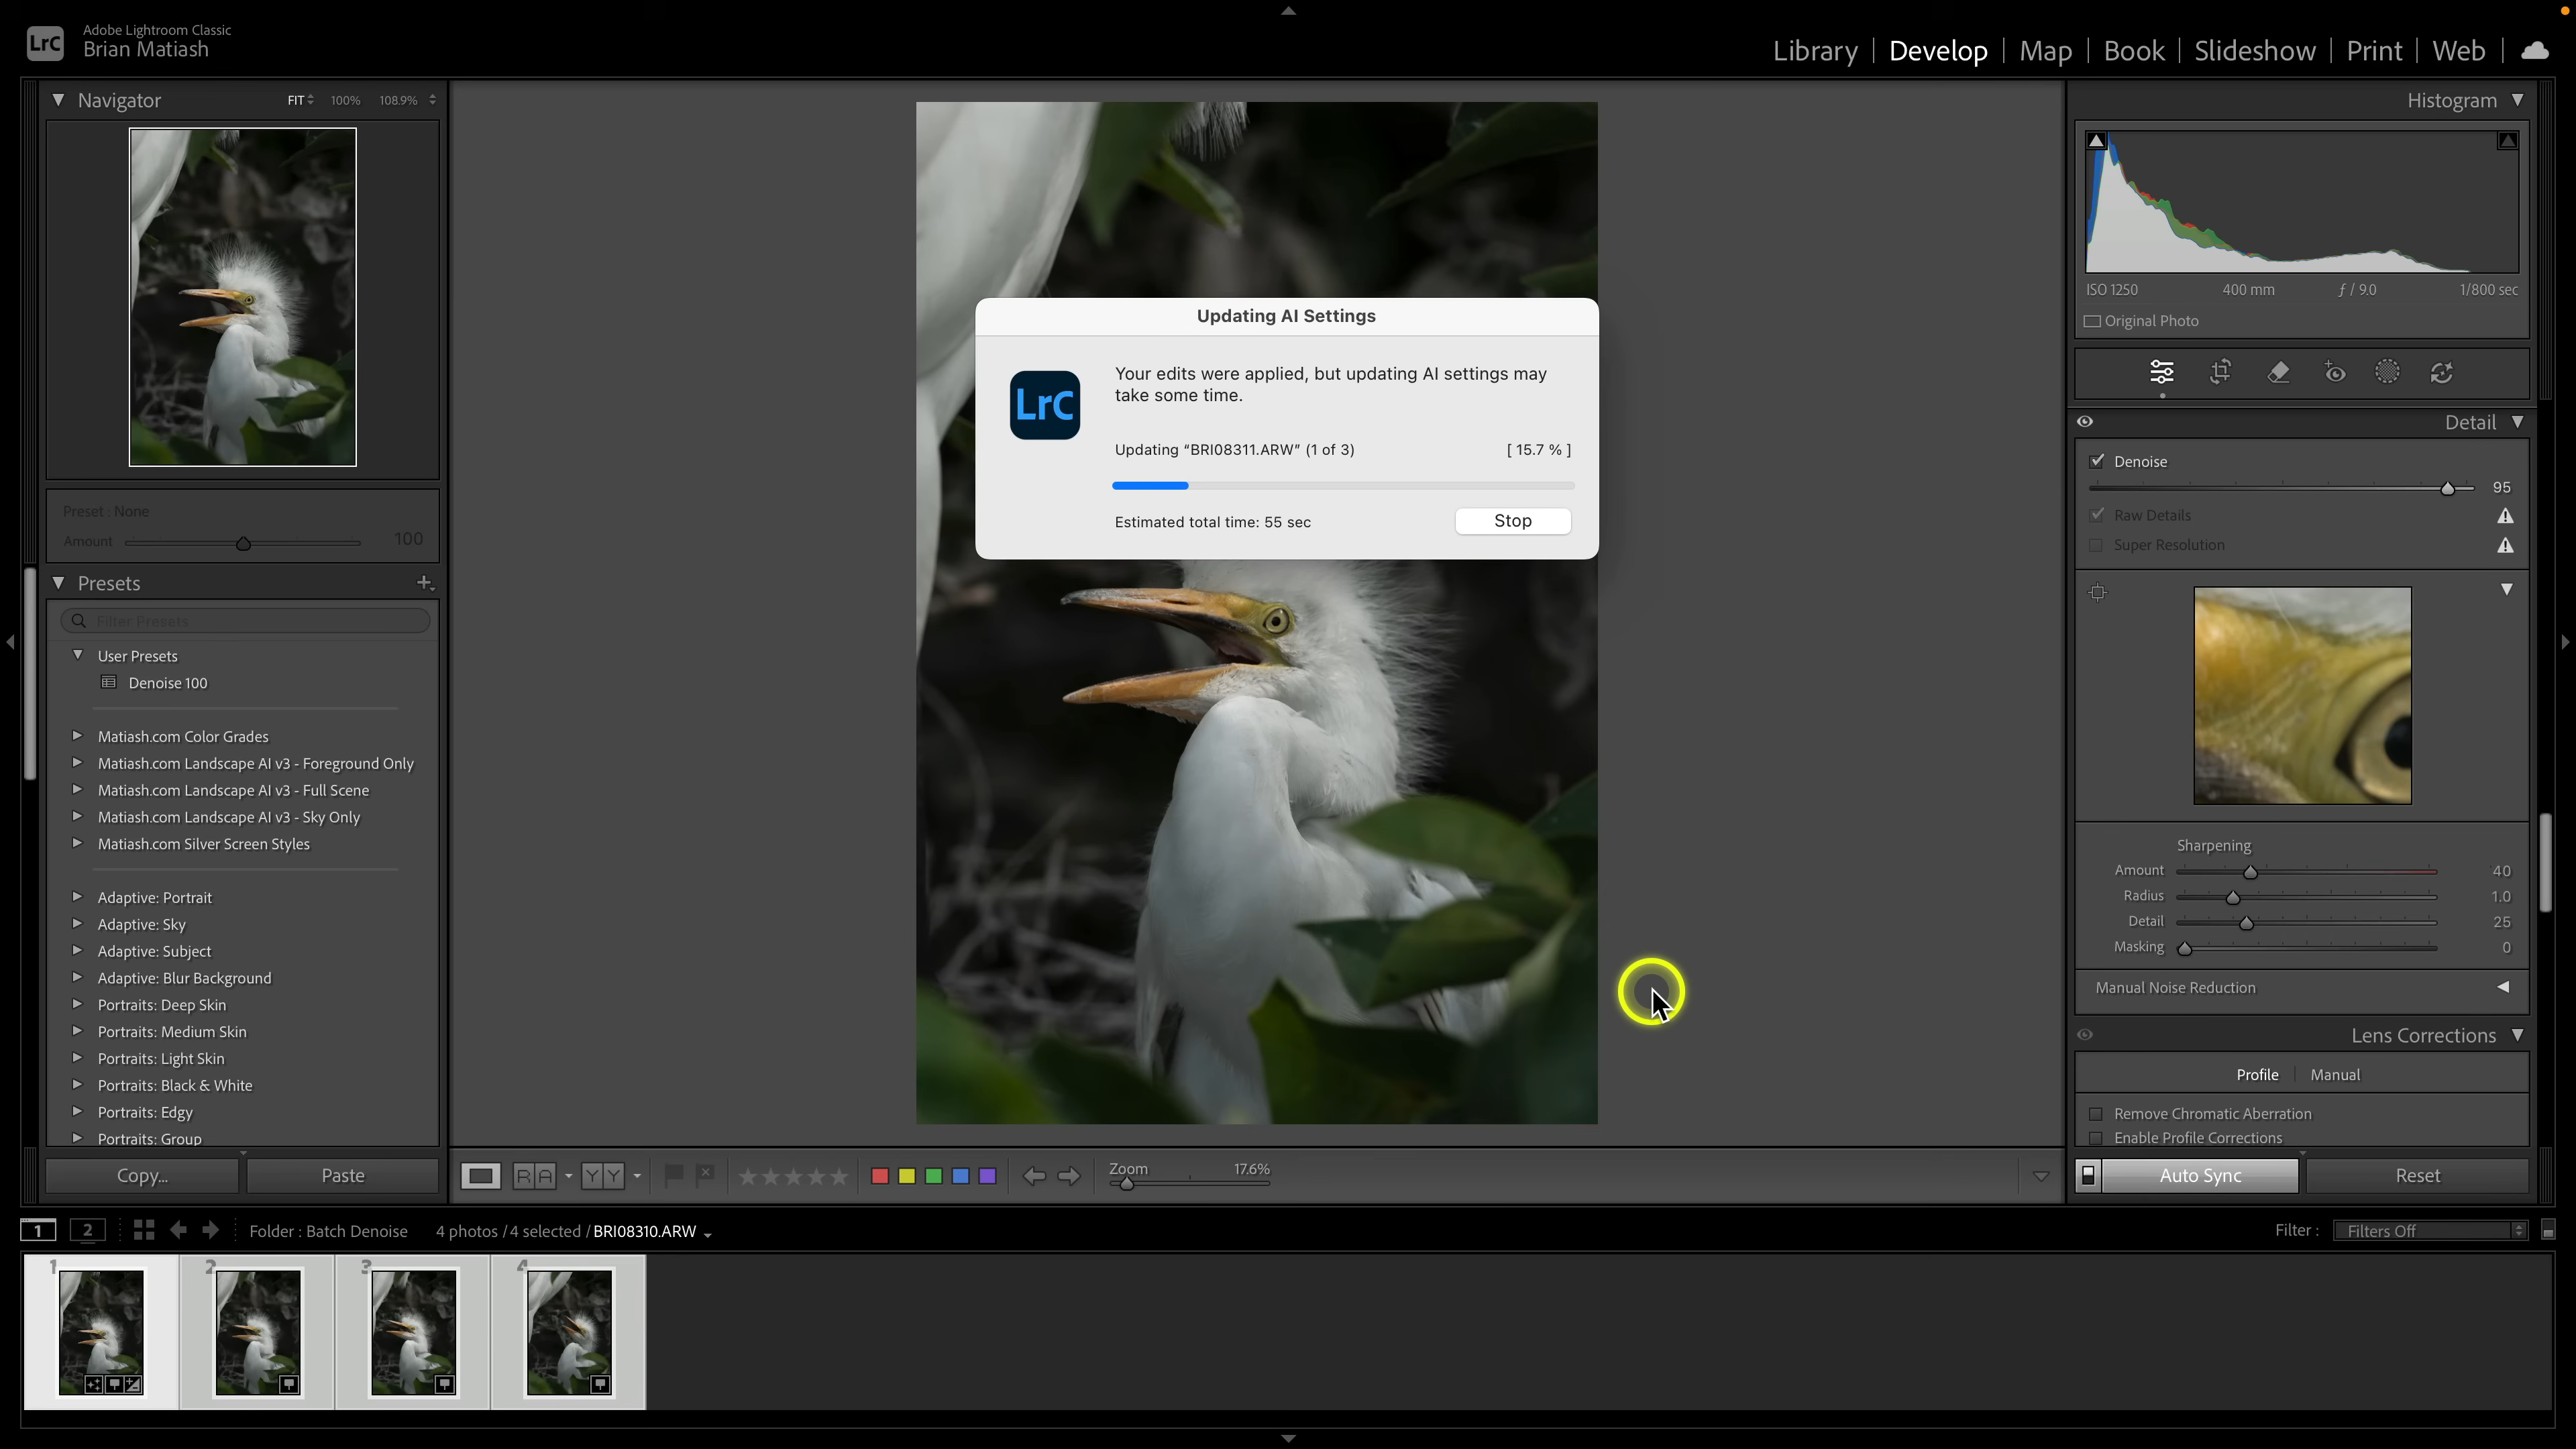 LrC
Adobe Lightroom Classic
Brian Matiash
Library | Develop | Map | Book | Slideshow | Print | Web
Navigator
FIT
100%
108.9%
Preset : None
Amount
100
Presets
Filter Presets
User Presets
Denoise 100
Matiash.com Color Grades
Matiash.com Landscape AI v3 - Foreground Only
Matiash.com Landscape AI v3 - Full Scene
Matiash.com Landscape AI v3 - Sky Only
Matiash.com Silver Screen Styles
Adaptive: Portrait
Adaptive: Sky
Adaptive: Subject
Adaptive: Blur Background
Portraits: Deep Skin
Portraits: Medium Skin
Portraits: Light Skin
Portraits: Black & White
Portraits: Edgy
Portraits: Group
Copy...
Paste
Updating AI Settings
LrC
Your edits were applied, but updating AI settings may
take some time.
Updating “BRI08311.ARW” (1 of 3)
[ 15.7 % ]
Estimated total time: 55 sec
Stop
R A
Y Y
Zoom
17.6%
Histogram
ISO 1250
400 mm
ƒ / 9.0
1/800 sec
Original Photo
Detail
Denoise
95
Raw Details
Super Resolution
Sharpening
Amount
40
Radius
1.0
Detail
25
Masking
0
Manual Noise Reduction
Lens Corrections
Profile | Manual
Remove Chromatic Aberration
Enable Profile Corrections
Auto Sync
Reset
1
2
Folder : Batch Denoise
4 photos / 4 selected / BRI08310.ARW
Filter :
Filters Off
1
2
3
4